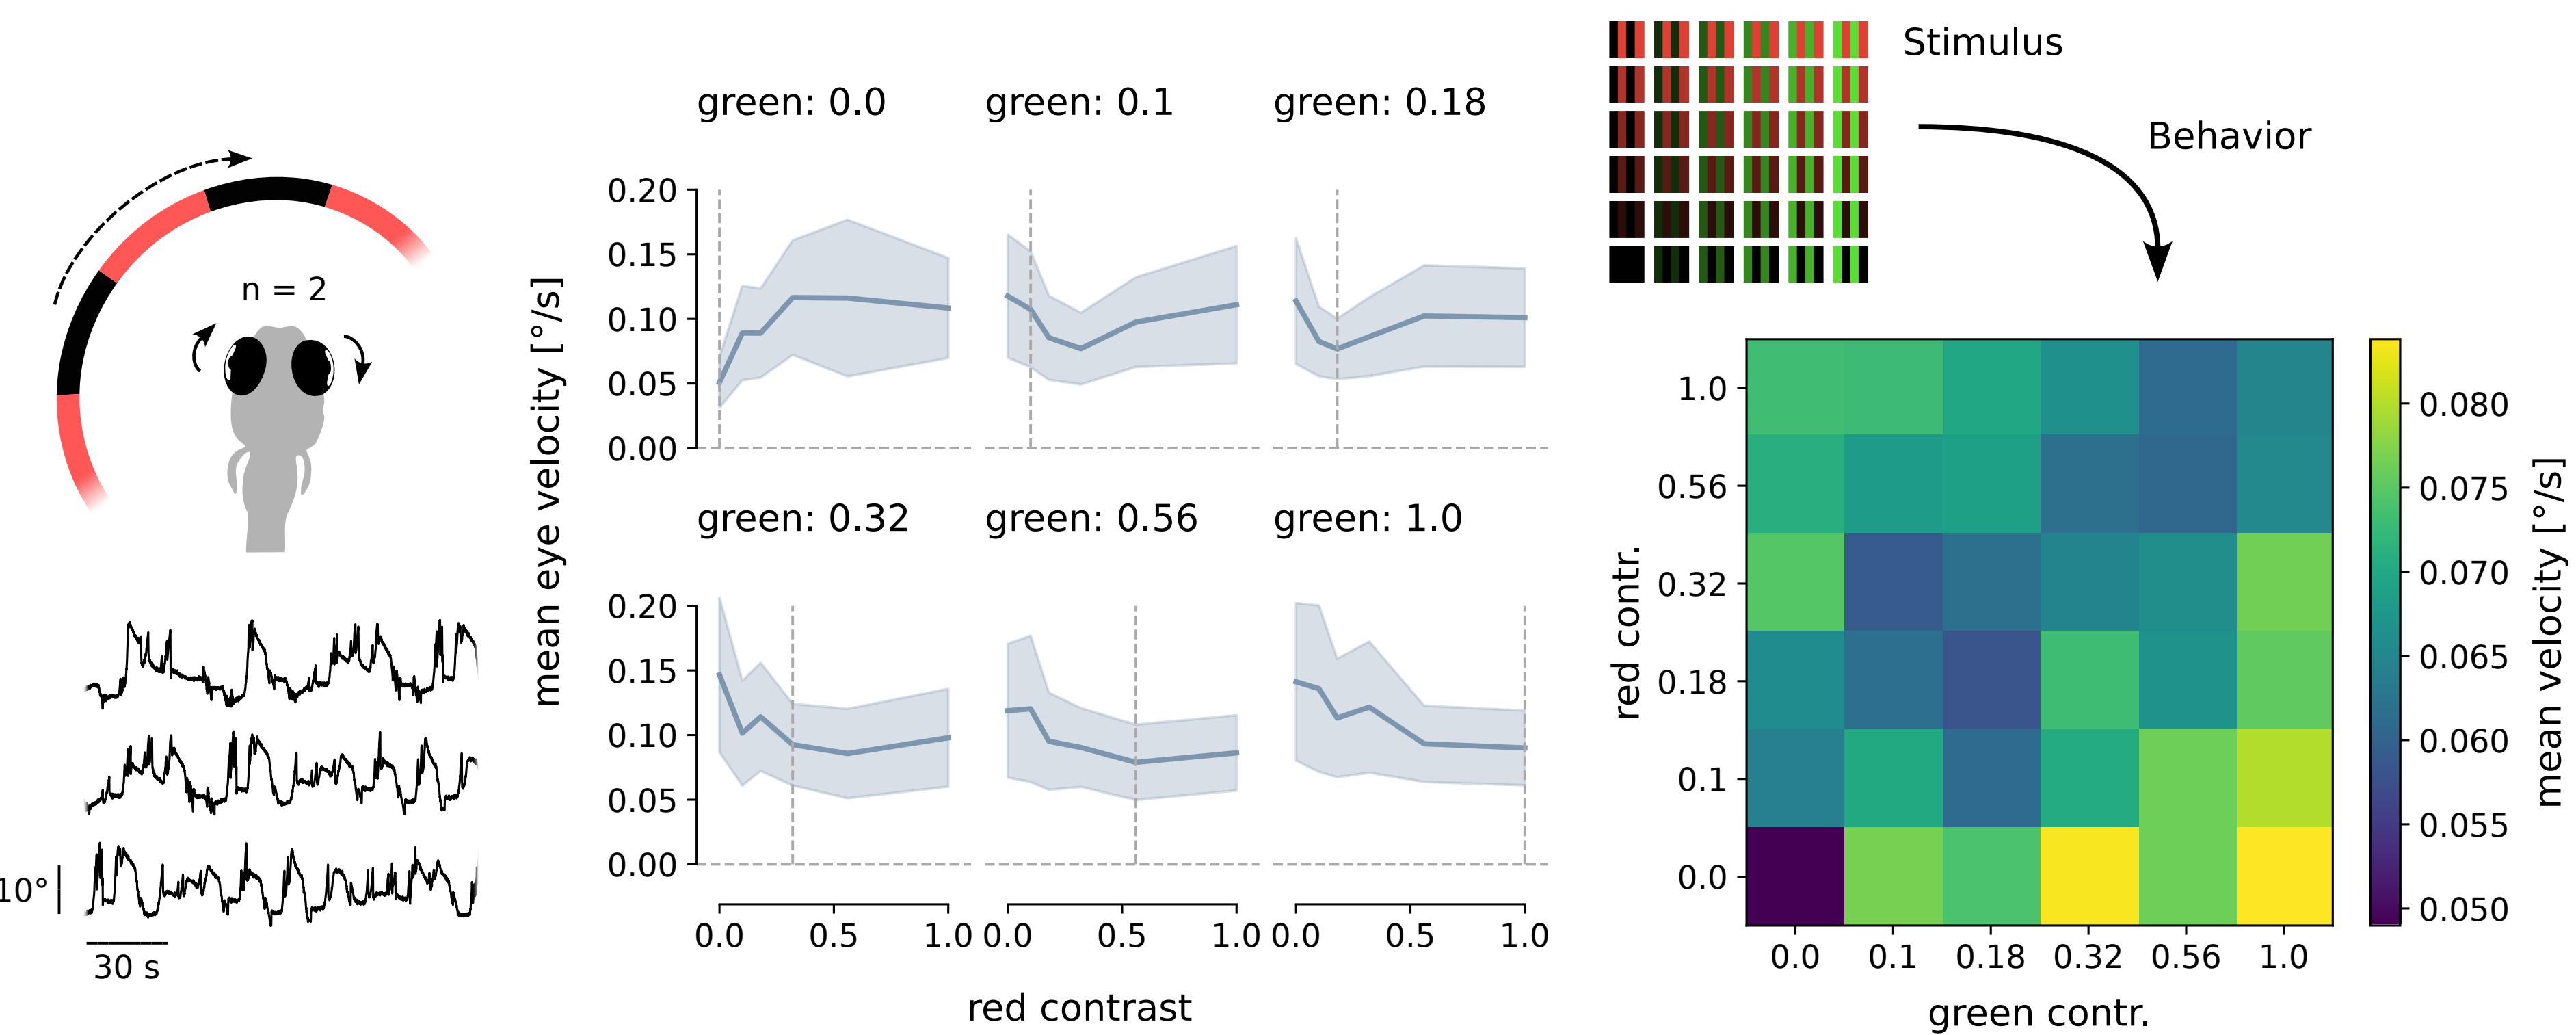 n = 2
10°
30 s
mean eye velocity [°/s]
green: 0.0
green: 0.1
green: 0.18
0.20
0.15
0.10
0.05
0.00
green: 0.32
green: 0.56
green: 1.0
0.20
0.15
0.10
0.05
0.00
0.0 0.5 1.0
0.0 0.5 1.0
0.0 0.5 1.0
red contrast
Stimulus
Behavior
red contr.
1.0
0.56
0.32
0.18
0.1
0.0
0.0 0.1 0.18 0.32 0.56 1.0
green contr.
0.080
0.075
0.070
0.065
0.060
0.055
0.050
mean velocity [°/s]